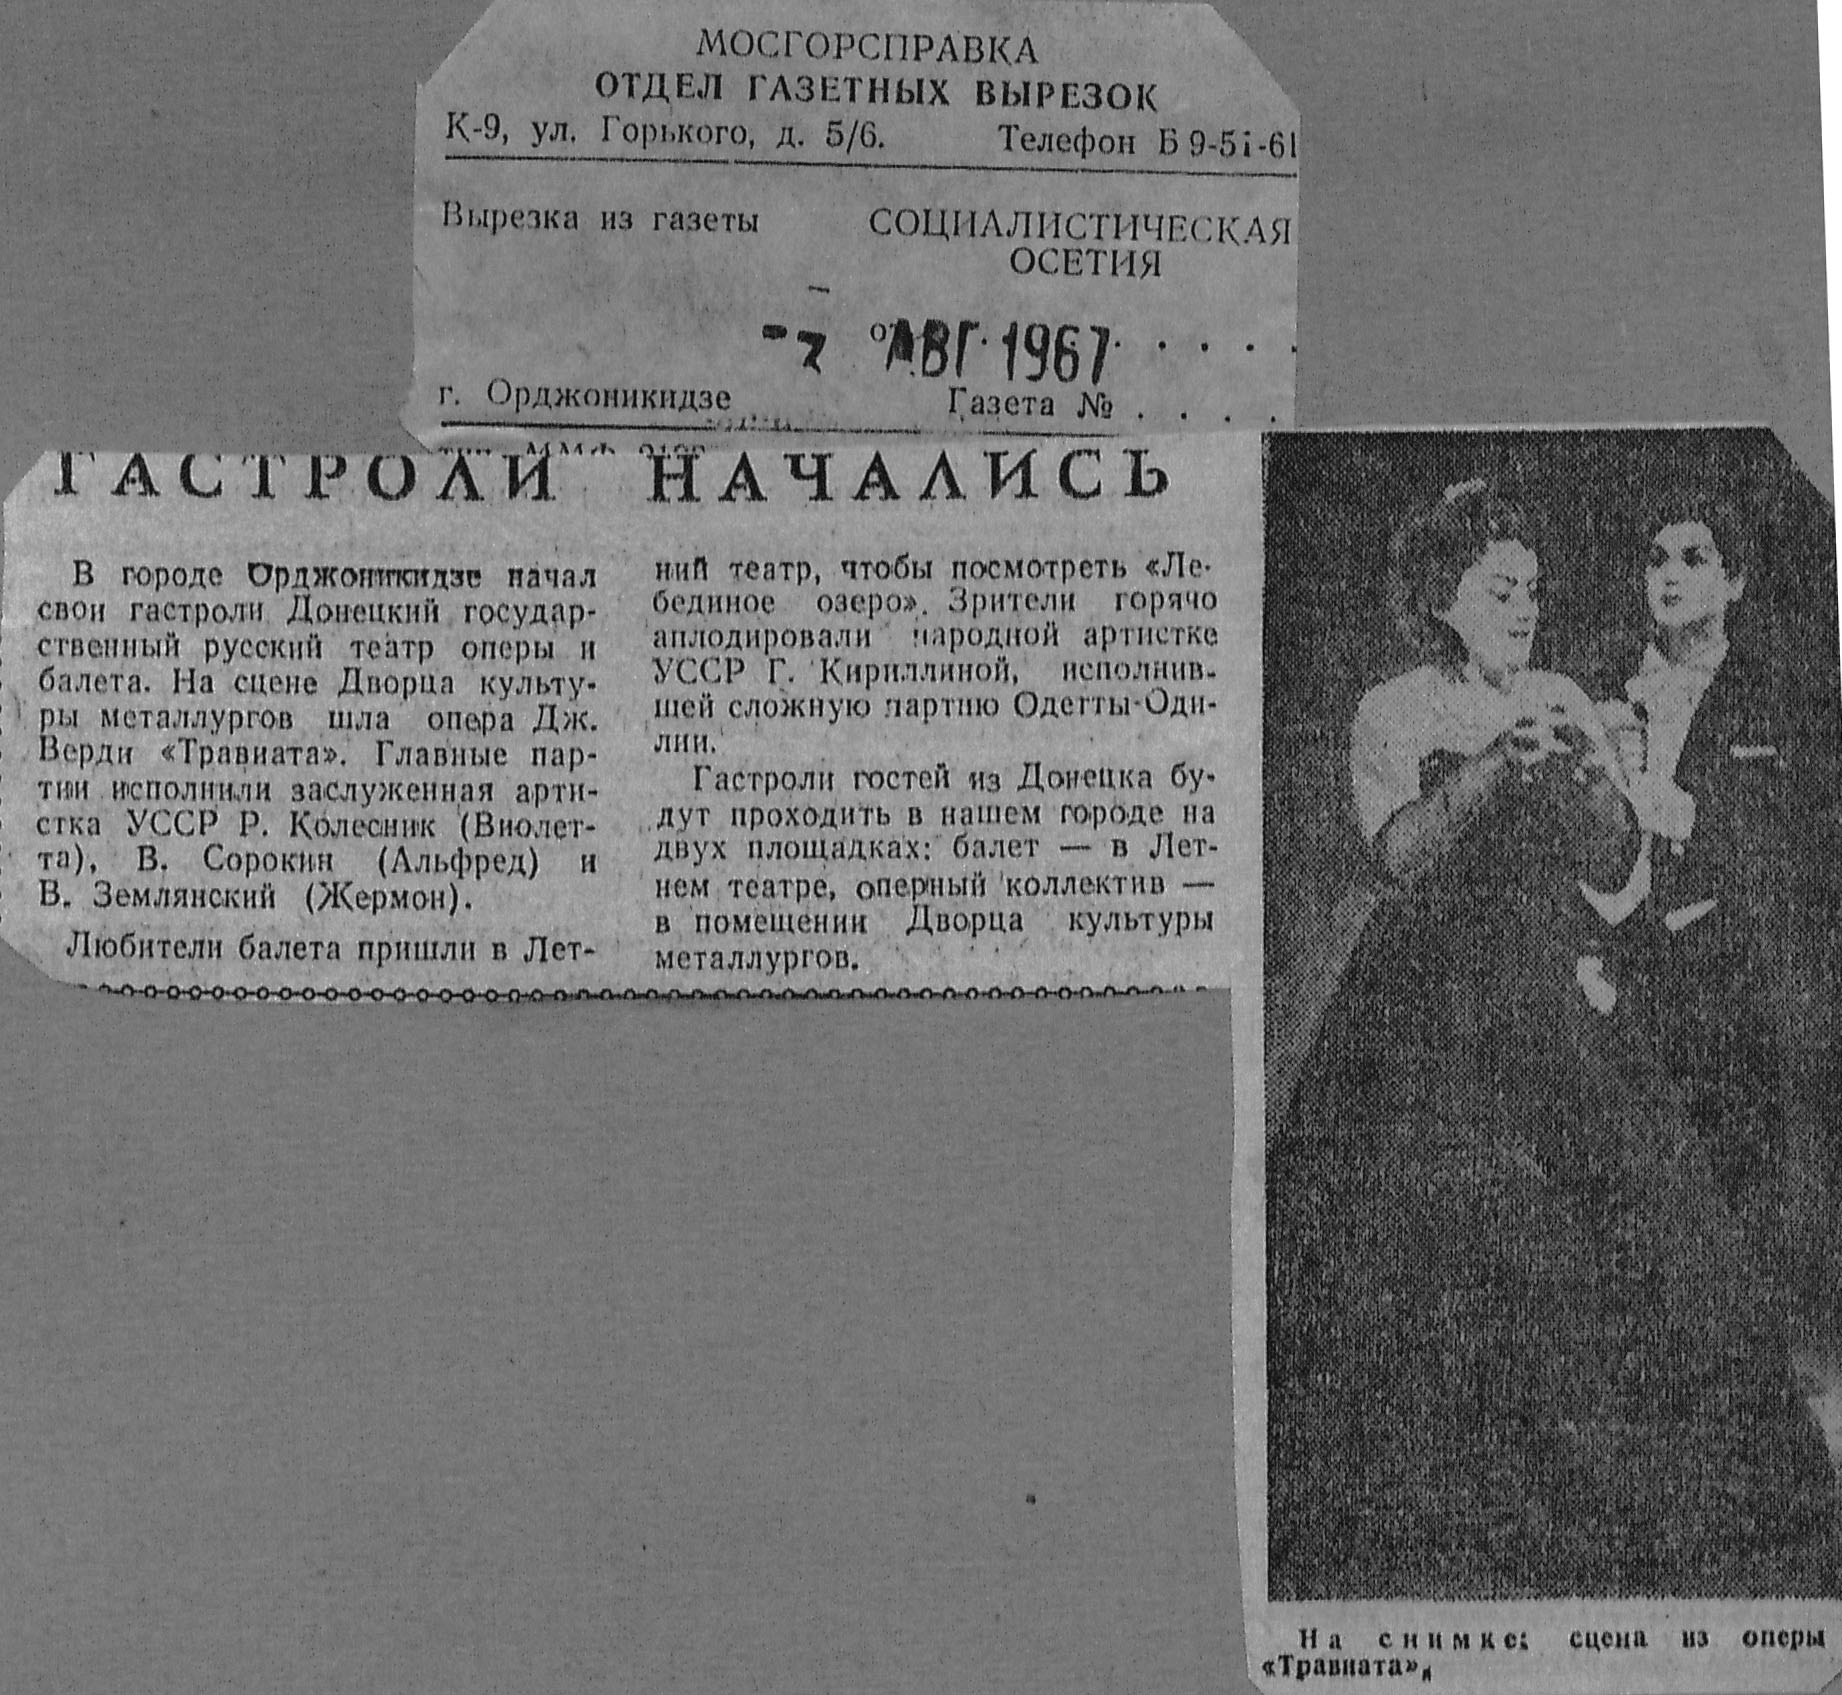 МОСГОРСПРАВКА
ОТДЕЛ ГАЗЕТНЫХ ВЫРЕЗОК
К-9, ул. Горького, д. 5/6. Телефон Б 9-51-61
Вырезка из газеты СОЦИАЛИСТИЧЕСКАЯ
ОСЕТИЯ
-7 АВГ 1967 . . . .
г. Орджоникидзе Газета № . . . .
ГАСТРОЛИ НАЧАЛИСЬ
В городе Орджоникидзе начал
свои гастроли Донецкий государ-
ственный русский театр оперы и
балета. На сцене Дворца культу-
ры металлургов шла опера Дж.
Верди «Травиата». Главные пар-
тии исполнили заслуженная арти-
стка УССР Р. Колесник (Виолет-
та), В. Сорокин (Альфред) и
В. Землянский (Жермон).
Любители балета пришли в Лет-
ний театр, чтобы посмотреть «Ле-
бединое озеро». Зрители горячо
аплодировали народной артистке
УССР Г. Кириллиной, исполнив-
шей сложную партию Одетты-Оди-
лии.
Гастроли гостей из Донецка бу-
дут проходить в нашем городе на
двух площадках: балет — в Лет-
нем театре, оперный коллектив —
в помещении Дворца культуры
металлургов.
На снимке: сцена из оперы
«Травиата».